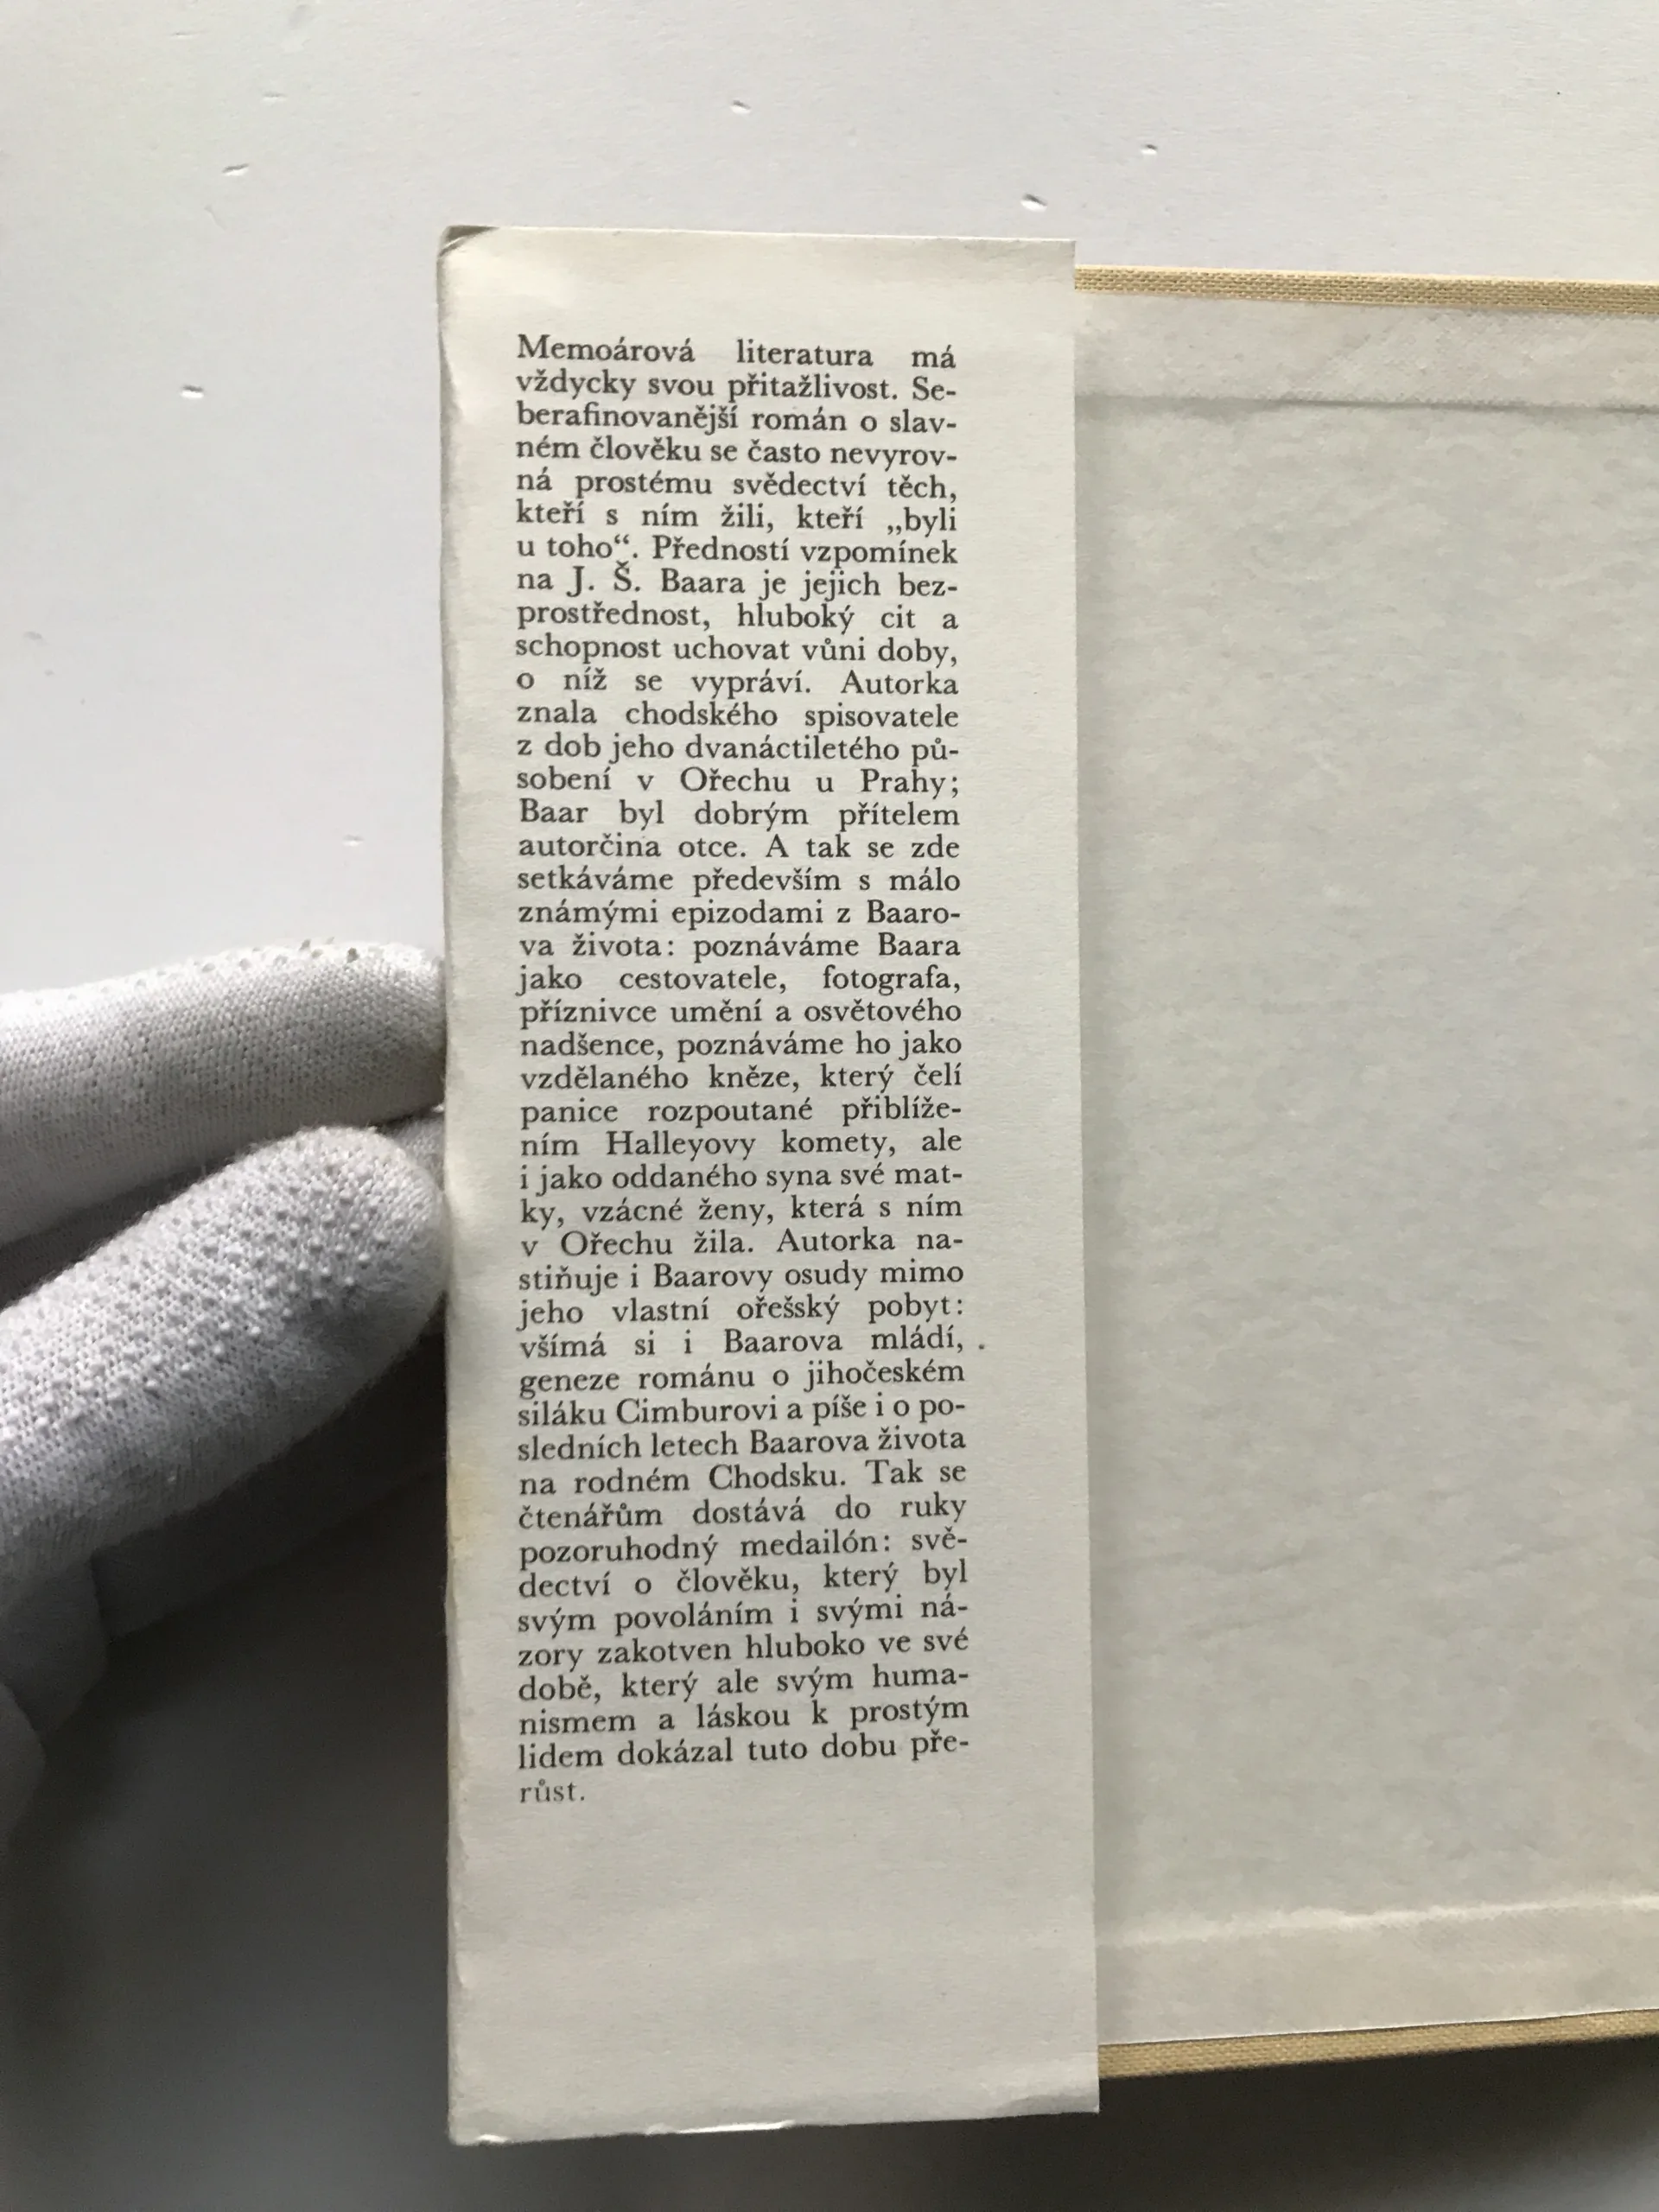 Memoárová literatura má
vždycky svou přitažlivost. Se-
berafinovanější román o slav-
ném člověku se často nevyrov-
ná prostému svědectví těch,
kteří s ním žili, kteří „byli
u toho“. Předností vzpomínek
na J. Š. Baara je jejich bez-
prostřednost, hluboký cit a
schopnost uchovat vůni doby,
o níž se vypráví. Autorka
znala chodského spisovatele
z dob jeho dvanáctiletého pů-
sobení v Ořechu u Prahy;
Baar byl dobrým přítelem
autorčina otce. A tak se zde
setkáváme především s málo
známými epizodami z Baaro-
va života: poznáváme Baara
jako cestovatele, fotografa,
příznivce umění a osvětového
nadšence, poznáváme ho jako
vzdělaného kněze, který čelí
panice rozpoutané přiblíže-
ním Halleyovy komety, ale
i jako oddaného syna své mat-
ky, vzácné ženy, která s ním
v Ořechu žila. Autorka na-
stiňuje i Baarovy osudy mimo
jeho vlastní ořešský pobyt:
všímá si i Baarova mládí,
geneze románu o jihočeském
siláku Cimburovi a píše i o po-
sledních letech Baarova života
na rodném Chodsku. Tak se
čtenářům dostává do ruky
pozoruhodný medailón: svě-
dectví o člověku, který byl
svým povoláním i svými ná-
zory zakotven hluboko ve své
době, který ale svým huma-
nismem a láskou k prostým
lidem dokázal tuto dobu pře-
růst.